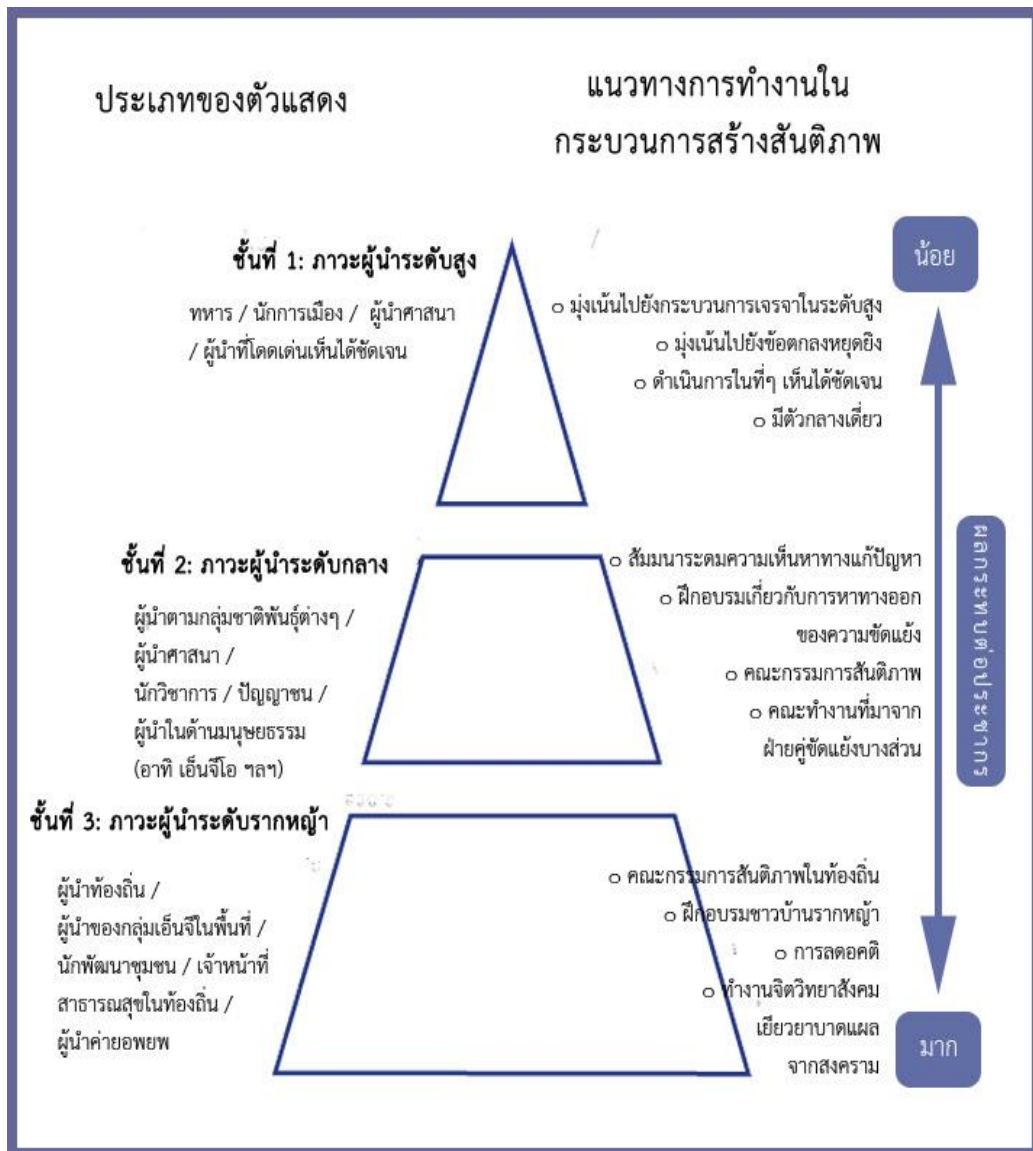 ประเภทของตัวแสดง
แนวทางการทำงานใน
กระบวนการสร้างสันติภาพ
ชั้นที่ 1: ภาวะผู้นำระดับสูง
ทหาร / นักการเมือง / ผู้นำศาสนา
/ ผู้นำที่โดดเด่นเห็นได้ชัดเจน
น้อย
o มุ่งเน้นไปยังกระบวนการเจรจาในระดับสูง
o มุ่งเน้นไปยังข้อตกลงหยุดยิง
o ดำเนินการในที่ๆ เห็นได้ชัดเจน
o มีตัวกลางเดี่ยว
ชั้นที่ 2: ภาวะผู้นำระดับกลาง
ผู้นำตามกลุ่มชาติพันธุ์ต่างๆ /
ผู้นำศาสนา /
นักวิชาการ / ปัญญาชน /
ผู้นำในด้านมนุษยธรรม
(อาทิ เอ็นจีโอ ฯลฯ)
o สัมมนาระดมความเห็นหาทางแก้ปัญหา
o ฝึกอบรมเกี่ยวกับการหาทางออก
ของความขัดแย้ง
o คณะกรรมการสันติภาพ
o คณะทำงานที่มาจาก
ฝ่ายคู่ขัดแย้งบางส่วน
ผลกระทบต่อประชากร
ชั้นที่ 3: ภาวะผู้นำระดับรากหญ้า
ผู้นำท้องถิ่น /
ผู้นำของกลุ่มเอ็นจีในพื้นที่ /
นักพัฒนาชุมชน / เจ้าหน้าที่
สาธารณสุขในท้องถิ่น /
ผู้นำค่ายอพยพ
o คณะกรรมการสันติภาพในท้องถิ่น
o ฝึกอบรมชาวบ้านรากหญ้า
o การลดอคติ
o ทำงานจิตวิทยาสังคม
เยียวยาบาดแผล
จากสงคราม
มาก